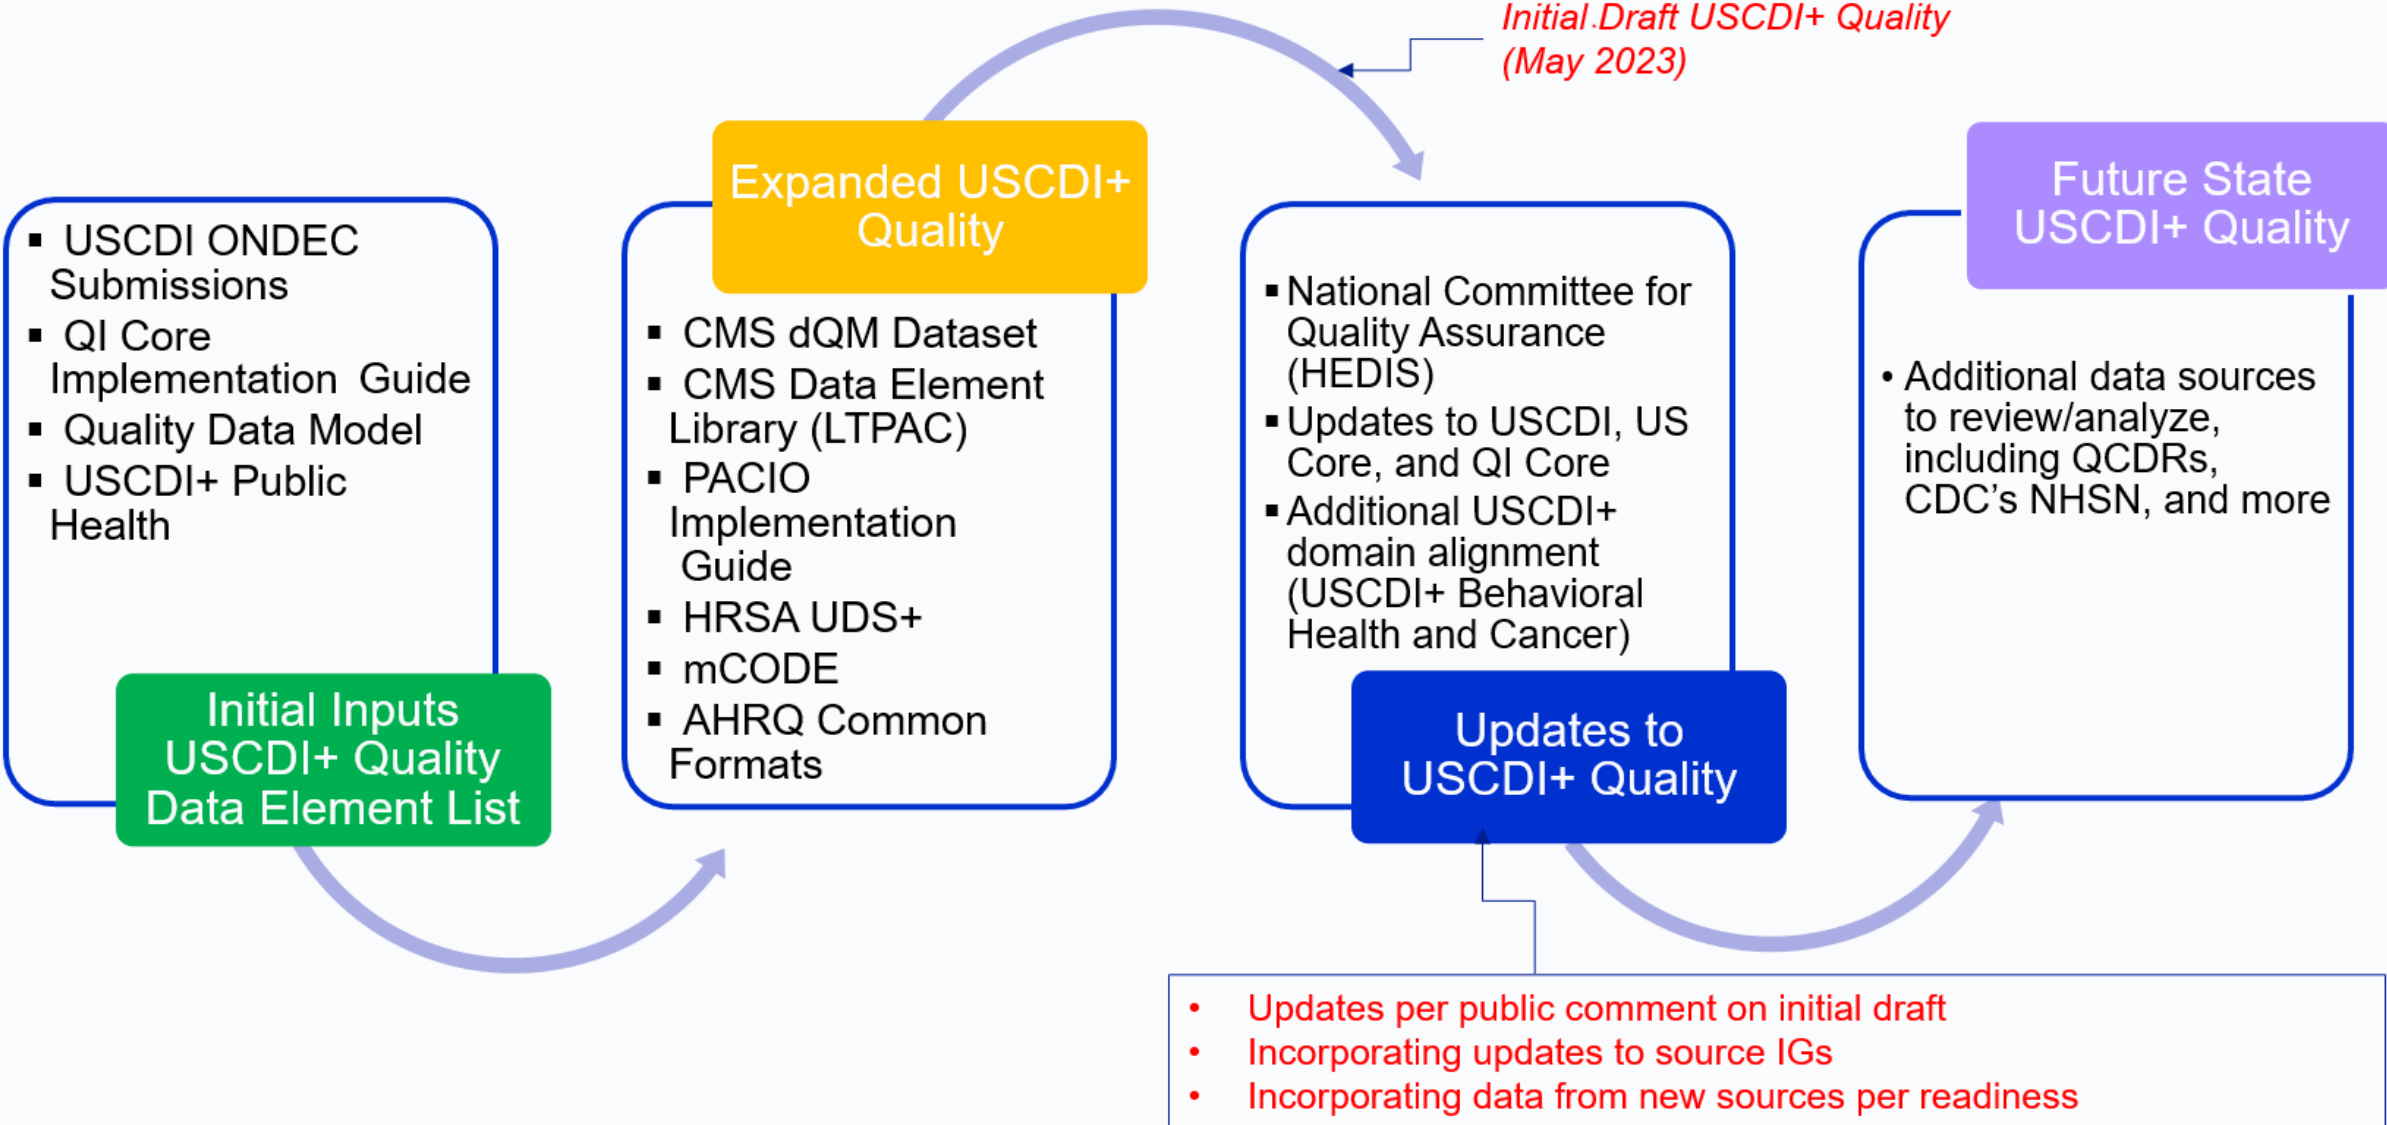 Initial Draft USCDI+ Quality
(May 2023)
▪ USCDI ONDEC
Submissions
▪ QI Core
Implementation Guide
▪ Quality Data Model
▪ USCDI+ Public
Health
Initial Inputs
USCDI+ Quality
Data Element List
Expanded USCDI+
Quality
▪ CMS dQM Dataset
▪ CMS Data Element
Library (LTPAC)
▪ PACIO
Implementation
Guide
▪ HRSA UDS+
▪ mCODE
▪ AHRQ Common
Formats
▪ National Committee for
Quality Assurance
(HEDIS)
▪ Updates to USCDI, US
Core, and QI Core
▪ Additional USCDI+
domain alignment
(USCDI+ Behavioral
Health and Cancer)
Updates to
USCDI+ Quality
Future State
USCDI+ Quality
• Additional data sources
to review/analyze,
including QCDRs,
CDC’s NHSN, and more
• Updates per public comment on initial draft
• Incorporating updates to source IGs
• Incorporating data from new sources per readiness